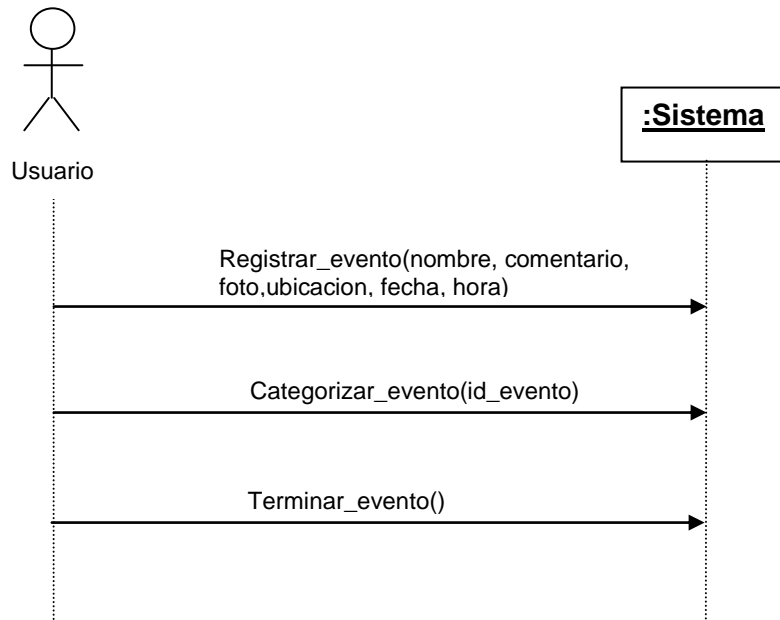 :Sistema
Usuario
Registrar_evento(nombre, comentario,
foto,ubicacion, fecha, hora)
Categorizar_evento(id_evento)
Terminar_evento()